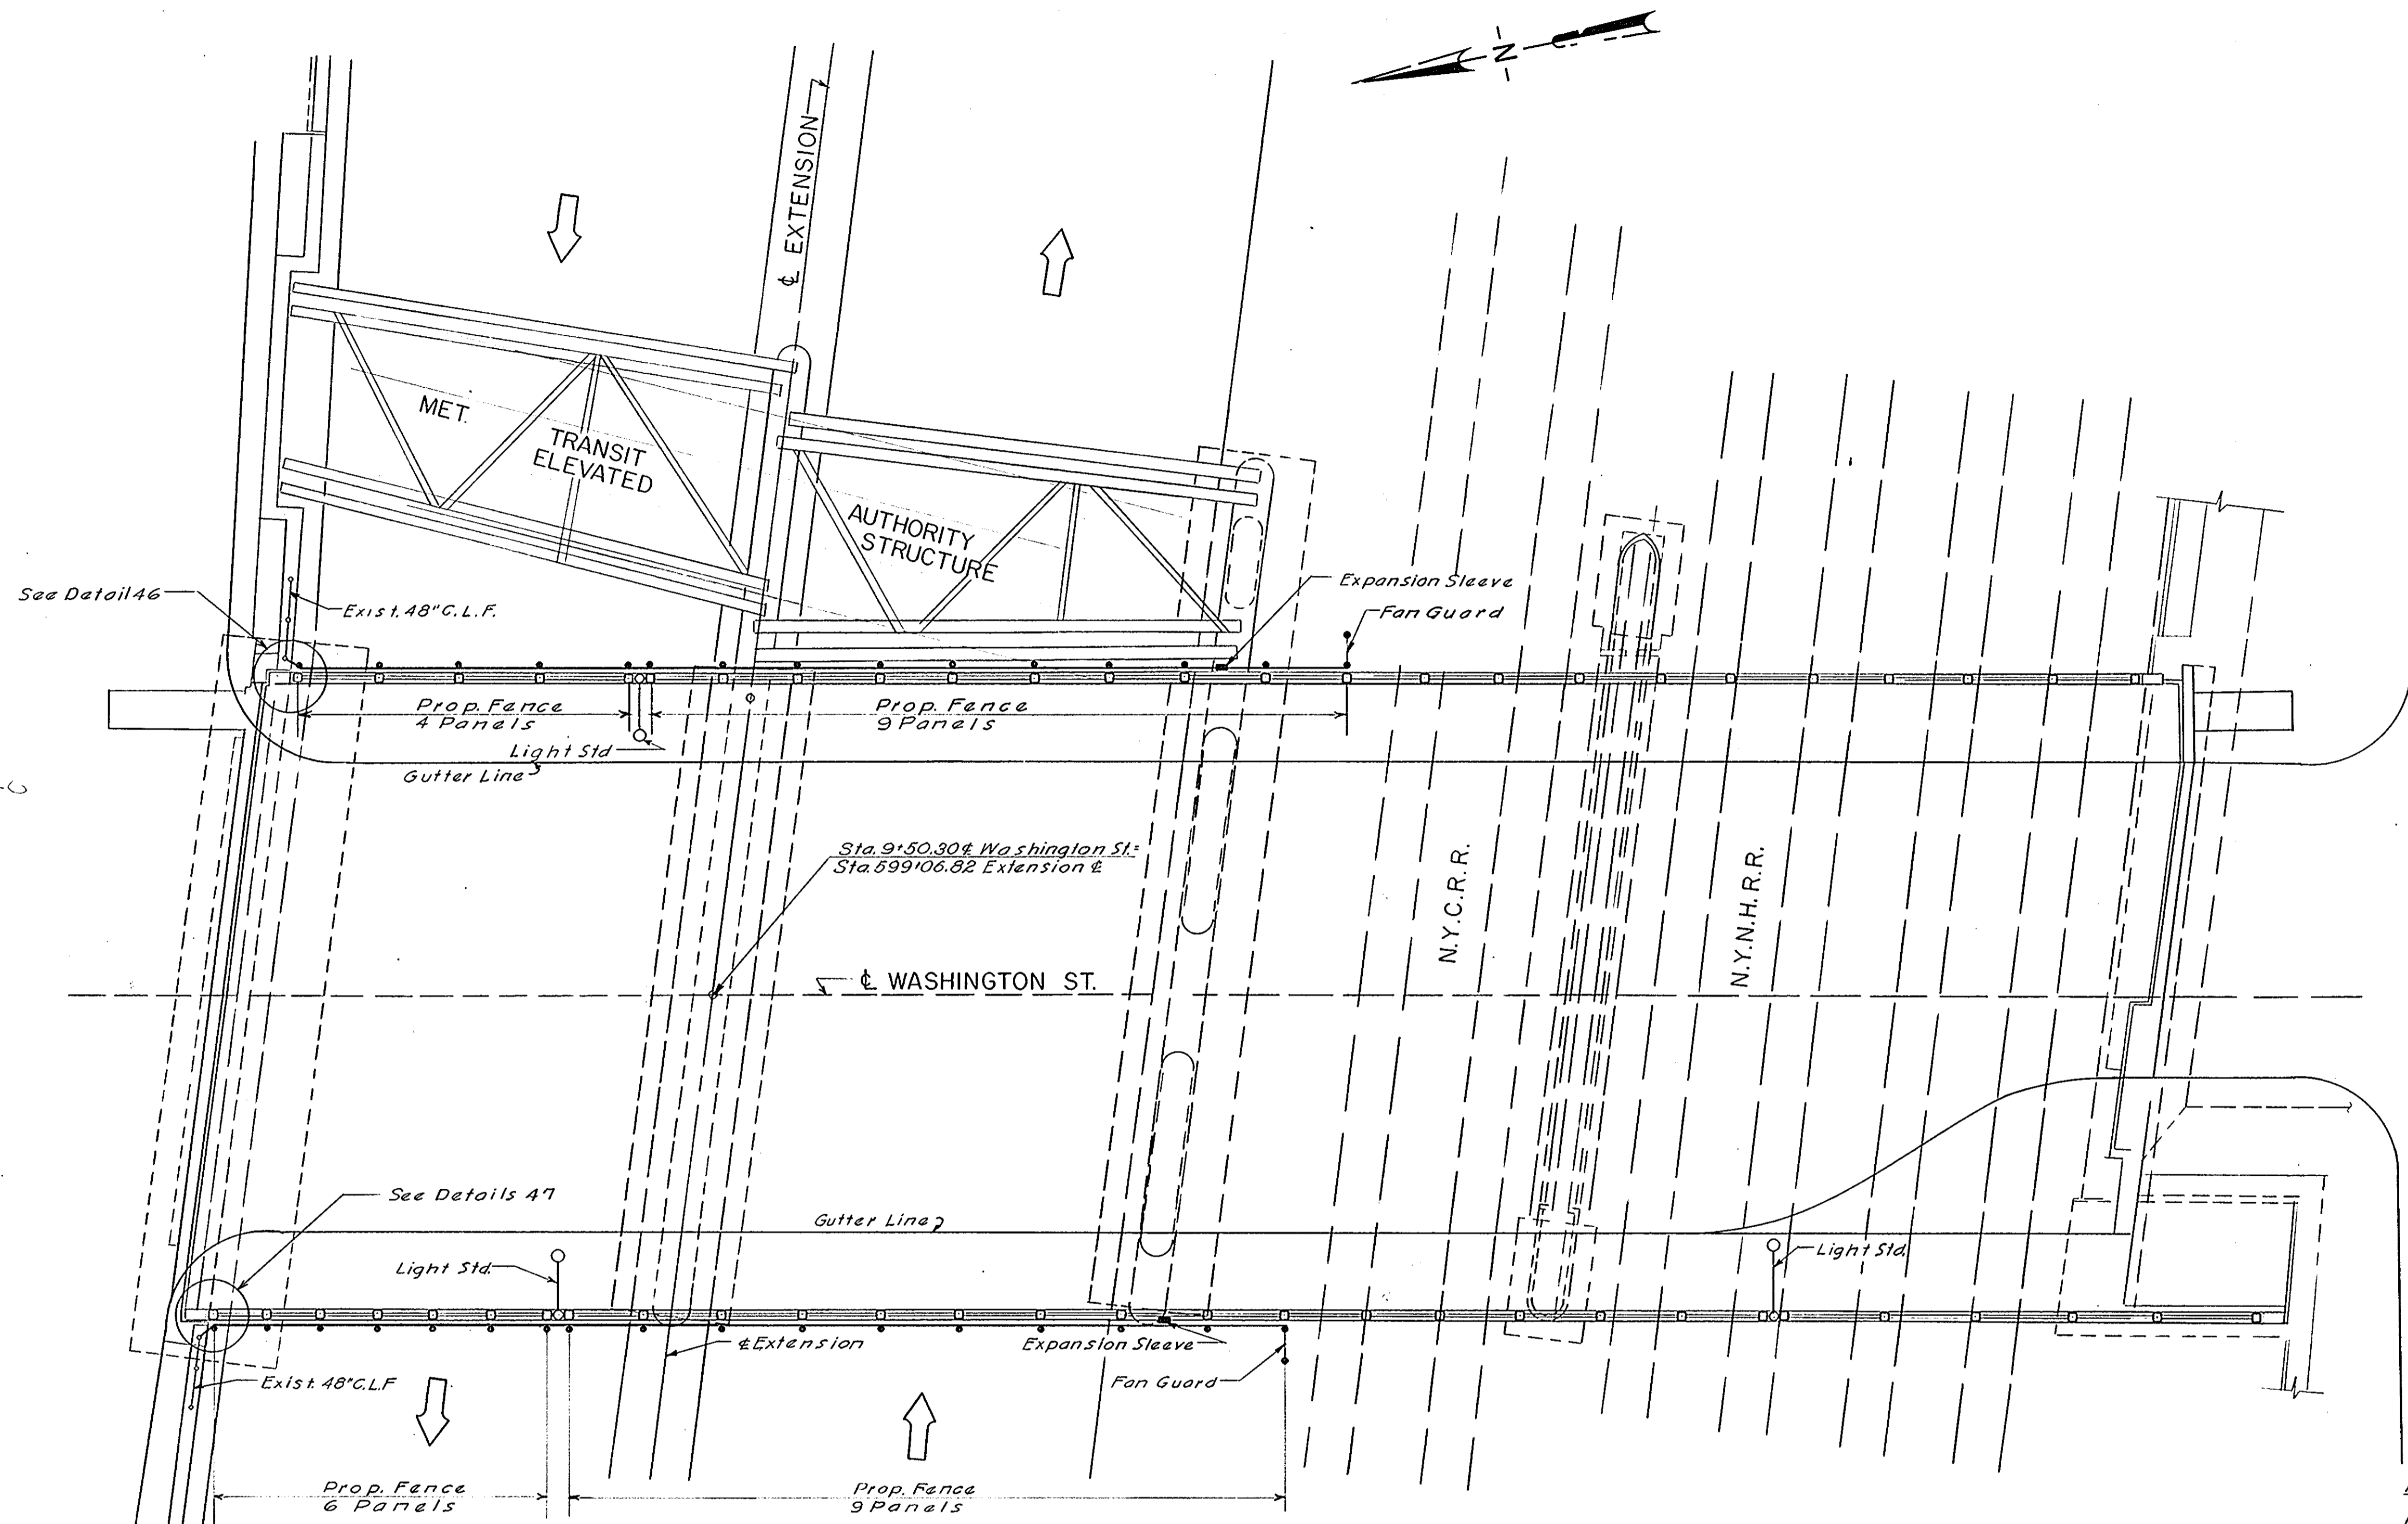 N
℄ EXTENSION
MET.
TRANSIT
ELEVATED
AUTHORITY
STRUCTURE
See Detail 46
Exist. 48" C.L.F.
Expansion Sleeve
Fan Guard
Prop. Fence
4 Panels
Prop. Fence
9 Panels
Light Std
Gutter Line
Sta. 9+50.30 ℄ Washington St.=
Sta. 599+06.82 Extension ℄
N.Y.C.R.R.
N.Y.N.H.R.R.
℄ WASHINGTON ST.
See Details 47
Gutter Line
Light Std.
Light Std.
℄ Extension
Expansion Sleeve
Exist. 48" C.L.F
Fan Guard
Prop. Fence
6 Panels
Prop. Fence
9 Panels